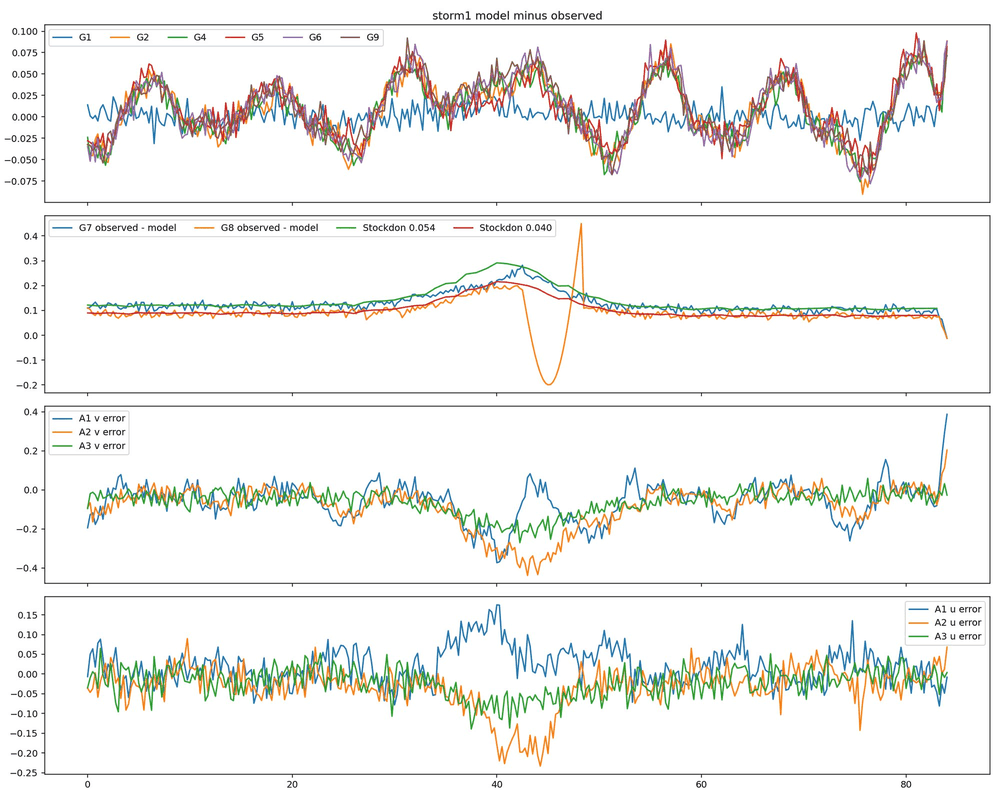 storm1 model minus observed
G1 G2 G4 G5 G6 G9
0.100
0.075
0.050
0.025
0.000
−0.025
−0.050
−0.075
G7 observed - model G8 observed - model Stockdon 0.054 Stockdon 0.040
0.4
0.3
0.2
0.1
0.0
−0.1
−0.2
A1 v error
A2 v error
A3 v error
0.4
0.2
0.0
−0.2
−0.4
A1 u error
A2 u error
A3 u error
0.15
0.10
0.05
0.00
−0.05
−0.10
−0.15
−0.20
−0.25
0 20 40 60 80